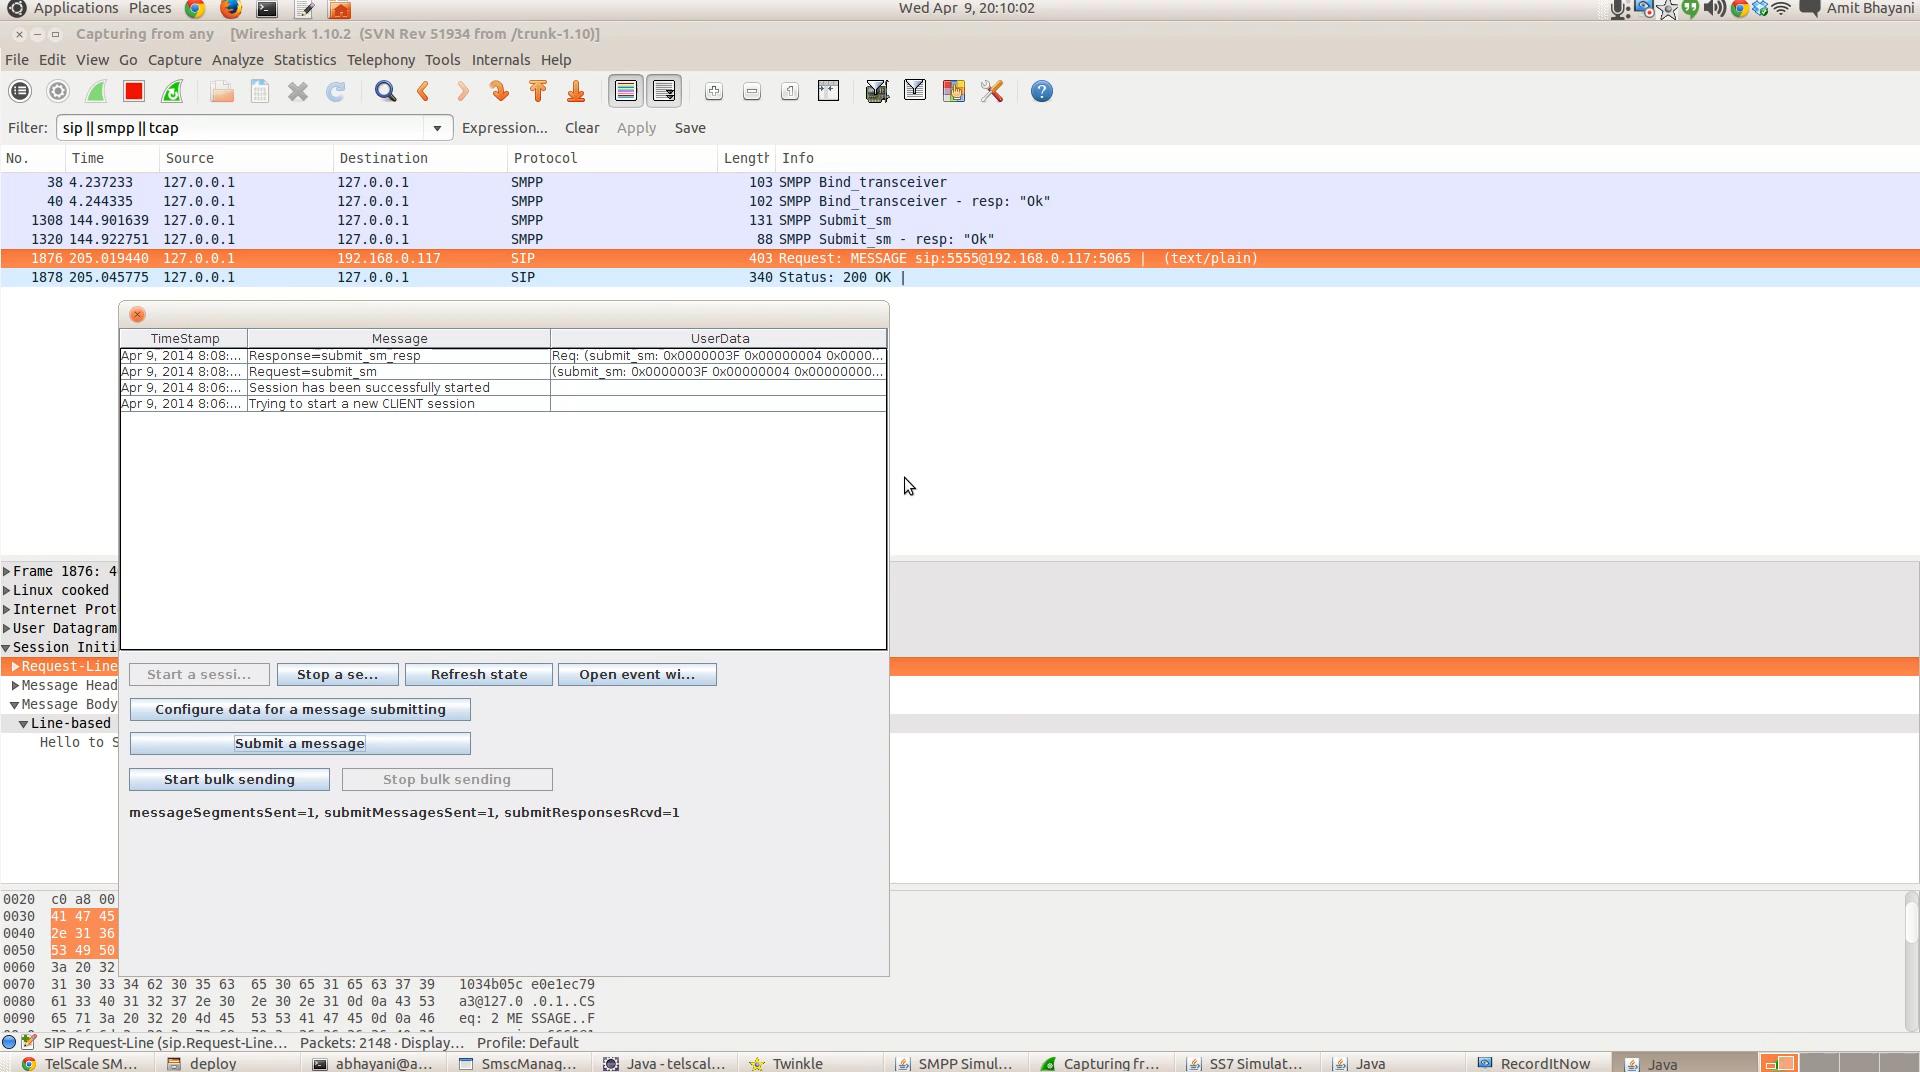 Applications Places Wed Apr 9, 20:10:02 Amit Bhayani
Capturing from any [Wireshark 1.10.2 (SVN Rev 51934 from /trunk-1.10)]
File Edit View Go Capture Analyze Statistics Telephony Tools Internals Help
Filter: sip || smpp || tcap Expression... Clear Apply Save
No. Time Source Destination Protocol Length Info
38 4.237233 127.0.0.1 127.0.0.1 SMPP 103 SMPP Bind_transceiver
40 4.244335 127.0.0.1 127.0.0.1 SMPP 102 SMPP Bind_transceiver - resp: "Ok"
1308 144.901639 127.0.0.1 127.0.0.1 SMPP 131 SMPP Submit_sm
1320 144.922751 127.0.0.1 127.0.0.1 SMPP 88 SMPP Submit_sm - resp: "Ok"
1876 205.019440 127.0.0.1 192.168.0.117 SIP 403 Request: MESSAGE sip:5555@192.168.0.117:5065 | (text/plain)
1878 205.045775 127.0.0.1 127.0.0.1 SIP 340 Status: 200 OK |
TimeStamp Message UserData
Apr 9, 2014 8:08:... Response=submit_sm_resp Req: (submit_sm: 0x0000003F 0x00000004 0x0000...
Apr 9, 2014 8:08:... Request=submit_sm (submit_sm: 0x0000003F 0x00000004 0x00000000...
Apr 9, 2014 8:06:... Session has been successfully started
Apr 9, 2014 8:06:... Trying to start a new CLIENT session
Frame 1876: 4
Linux cooked
Internet Prot
User Datagram
Session Initi
Request-Line
Message Head
Message Body
Line-based
Hello to S
Start a sessi... Stop a se... Refresh state Open event wi...
Configure data for a message submitting
Submit a message
Start bulk sending Stop bulk sending
messageSegmentsSent=1, submitMessagesSent=1, submitResponsesRcvd=1
0020 c0 a8 00
0030 41 47 45
0040 2e 31 36
0050 53 49 50
0060 3a 20 32
0070 31 30 33 34 62 30 35 63 65 30 65 31 65 63 37 39 1034b05c e0e1ec79
0080 61 33 40 31 32 37 2e 30 2e 30 2e 31 0d 0a 43 53 a3@127.0 .0.1..CS
0090 65 71 3a 20 32 20 4d 45 53 53 41 47 45 0d 0a 46 eq: 2 ME SSAGE..F
SIP Request-Line (sip.Request-Line... Packets: 2148 · Display... Profile: Default
TelScale SM... deploy abhayani@a... SmscManag... Java - telscal... Twinkle SMPP Simul... Capturing fr... SS7 Simulat... Java RecordItNow Java